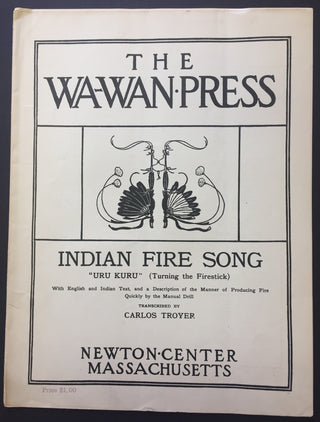 THE
WA-WAN·PRESS
INDIAN FIRE SONG
"URU KURU" (Turning the Firestick)
With English and Indian Text, and a Description of the Manner of Producing Fire
Quickly by the Manual Drill
TRANSCRIBED BY
CARLOS TROYER
NEWTON·CENTER
MASSACHUSETTS
Price $1.00